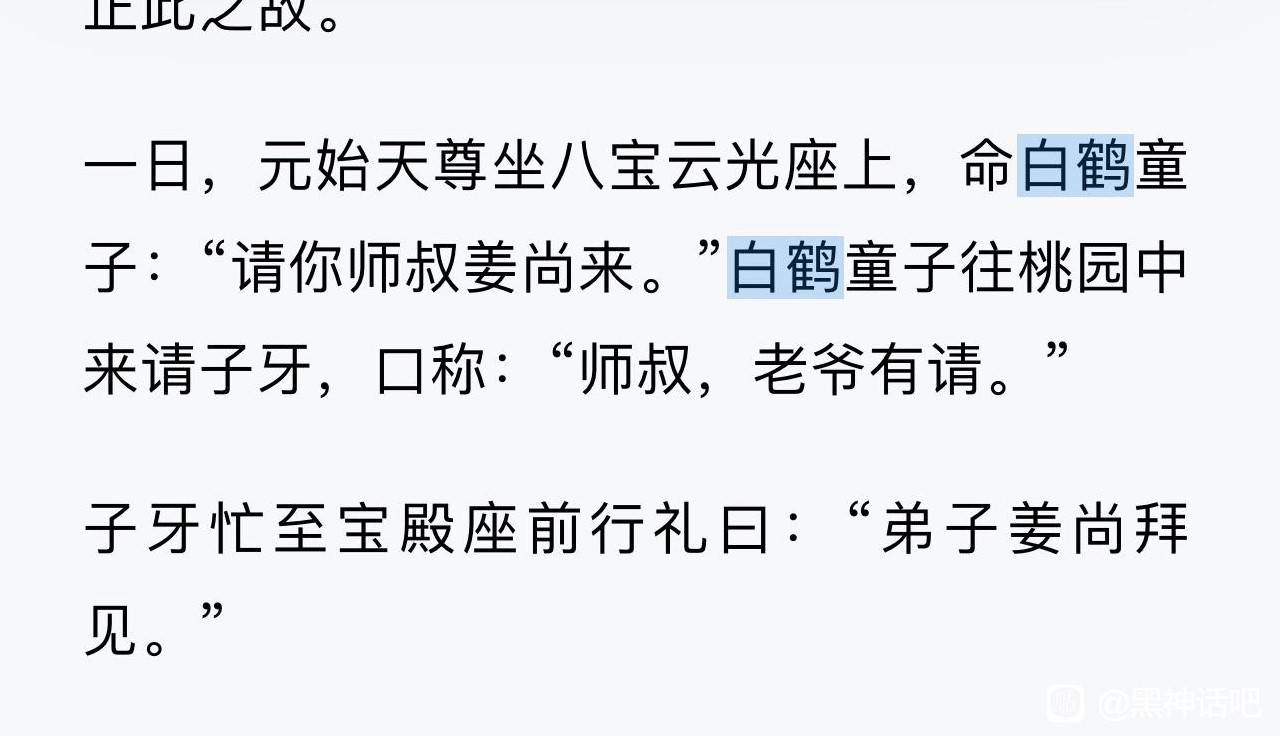 正此之故。
一日，元始天尊坐八宝云光座上，命白鹤童
子：“请你师叔姜尚来。”白鹤童子往桃园中
来请子牙，口称：“师叔，老爷有请。”
子牙忙至宝殿座前行礼曰：“弟子姜尚拜
见。”
贴 @黑神话吧